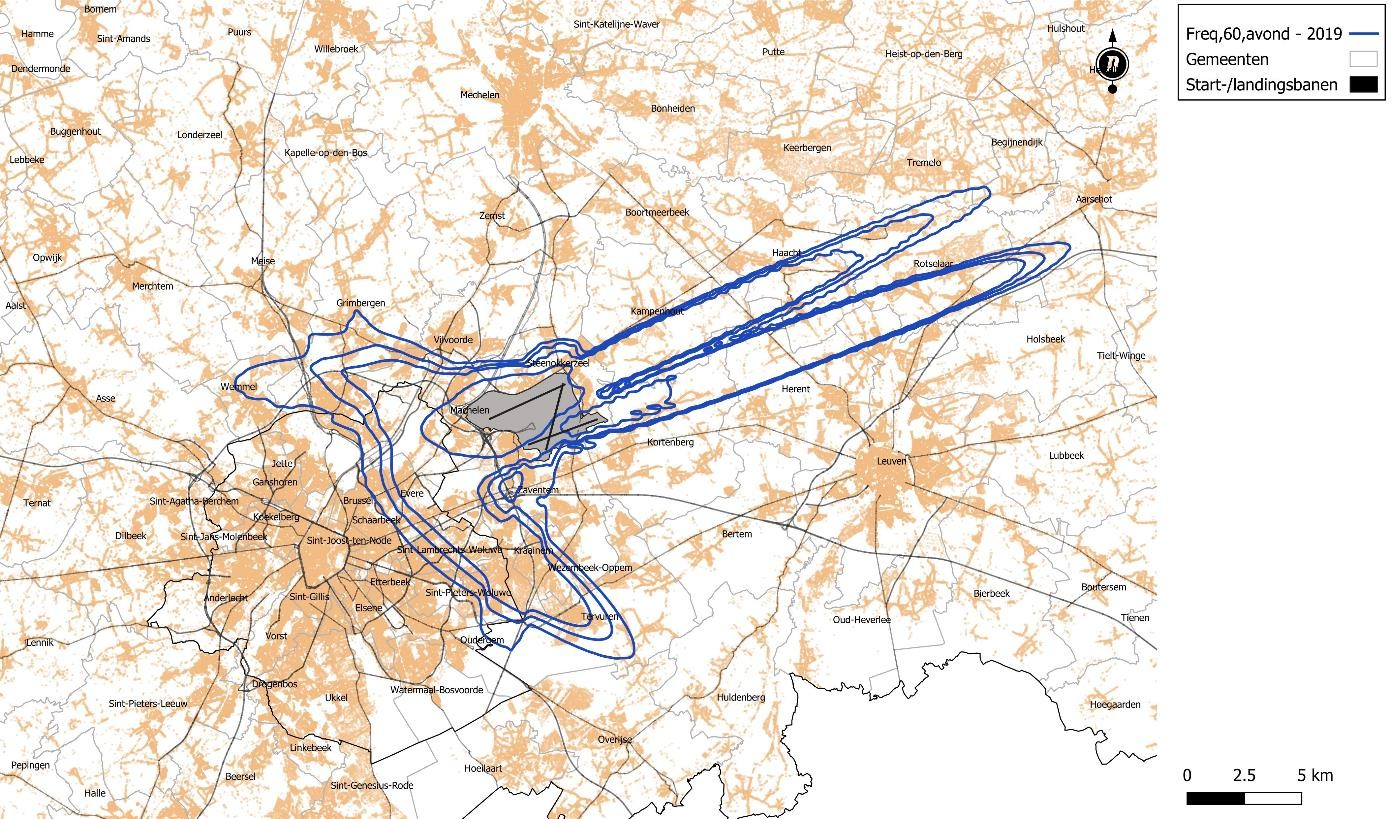 Bornem
Hamme
Sint-Amands
Puurs
Willebroek
Sint-Katelijne-Waver
Putte
Heist-op-den-Berg
Hulshout
Dendermonde
Mechelen
Bonheiden
Buggenhout
Londerzeel
Kapelle-op-den-Bos
Keerbergen
Begijnendijk
Lebbeke
Tremelo
Aarschot
Zemst
Boortmeerbeek
Opwijk
Meise
Haacht
Rotselaar
Merchtem
Aalst
Grimbergen
Kampenhout
Vilvoorde
Holsbeek
Tielt-Winge
Steenokkerzeel
Wemmel
Herent
Asse
Machelen
Kortenberg
Lubbeek
Jette
Leuven
Ganshoren
Zaventem
Ternat
Sint-Agatha-Berchem
Brussel
Evere
Koekelberg
Schaarbeek
Dilbeek
Sint-Jans-Molenbeek
Sint-Joost-ten-Node
Bertem
Sint-Lambrechts-Woluwe
Kraainem
Wezembeek-Oppem
Etterbeek
Boutersem
Anderlecht
Sint-Gillis
Sint-Pieters-Woluwe
Bierbeek
Elsene
Tervuren
Oud-Heverlee
Tienen
Vorst
Oudergem
Lennik
Drogenbos
Watermaal-Bosvoorde
Sint-Pieters-Leeuw
Ukkel
Huldenberg
Hoegaarden
Linkebeek
Overijse
Pepingen
Beersel
Hoeilaart
Halle
Sint-Genesius-Rode
Freq,60,avond - 2019
Gemeenten
Start-/landingsbanen
0 2.5 5 km